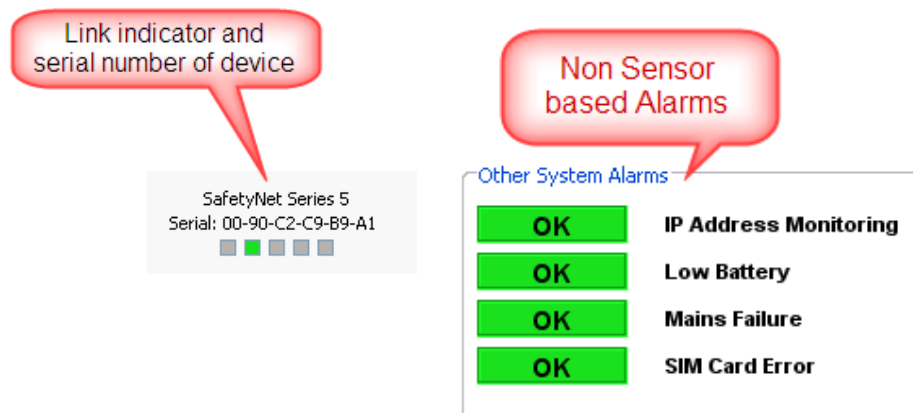 Link indicator and
serial number of device
Non Sensor
based Alarms
SafetyNet Series 5
Serial: 00-90-C2-C9-B9-A1
Other System Alarms
OK IP Address Monitoring
OK Low Battery
OK Mains Failure
OK SIM Card Error